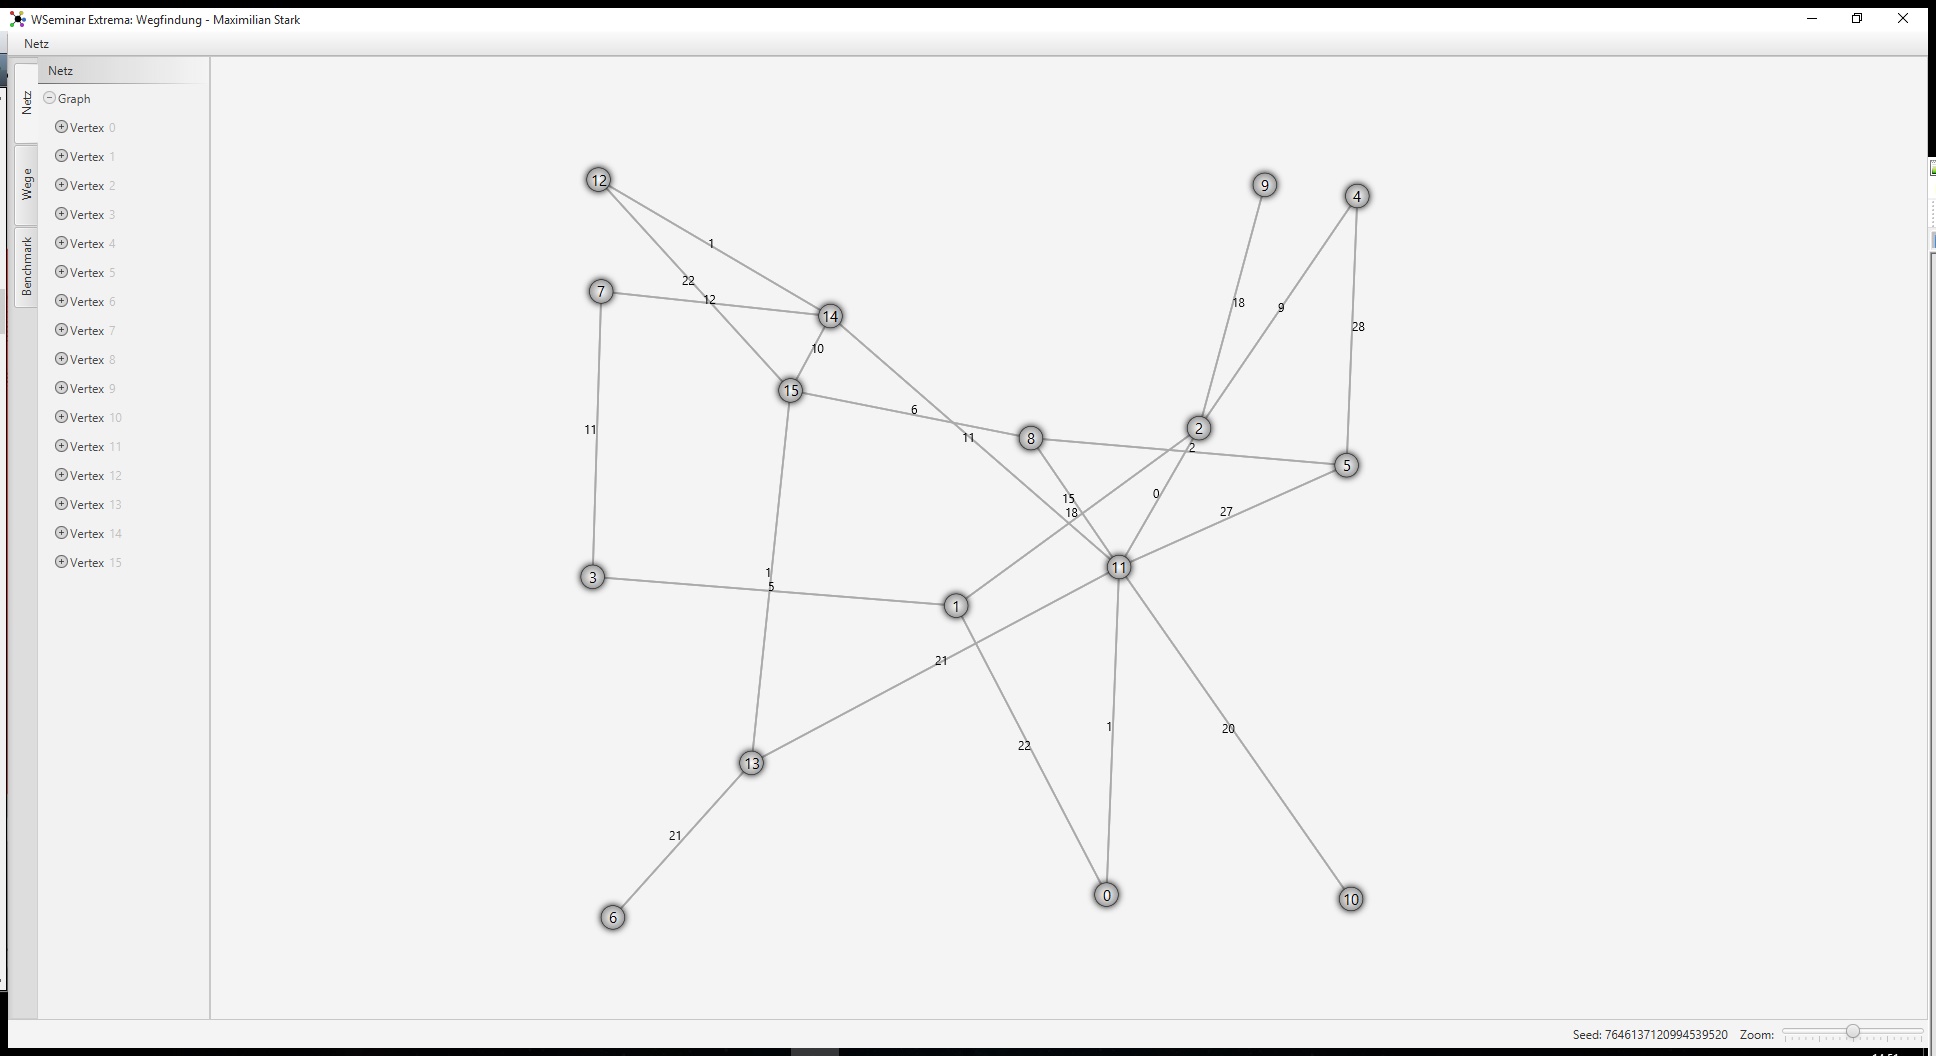 WSeminar Extrema: Wegfindung - Maximilian Stark
Netz
Netz
Wege
Benchmark
Netz
Graph
Vertex 0
Vertex 1
Vertex 2
Vertex 3
Vertex 4
Vertex 5
Vertex 6
Vertex 7
Vertex 8
Vertex 9
Vertex 10
Vertex 11
Vertex 12
Vertex 13
Vertex 14
Vertex 15
12
9
4
1
22
7
12
18
9
14
28
10
15
6
11
8
2
2
5
11
15
0
18
27
11
3
1
5
1
21
1
22
20
13
21
0
10
6
Seed: 7646137120994539520 Zoom: